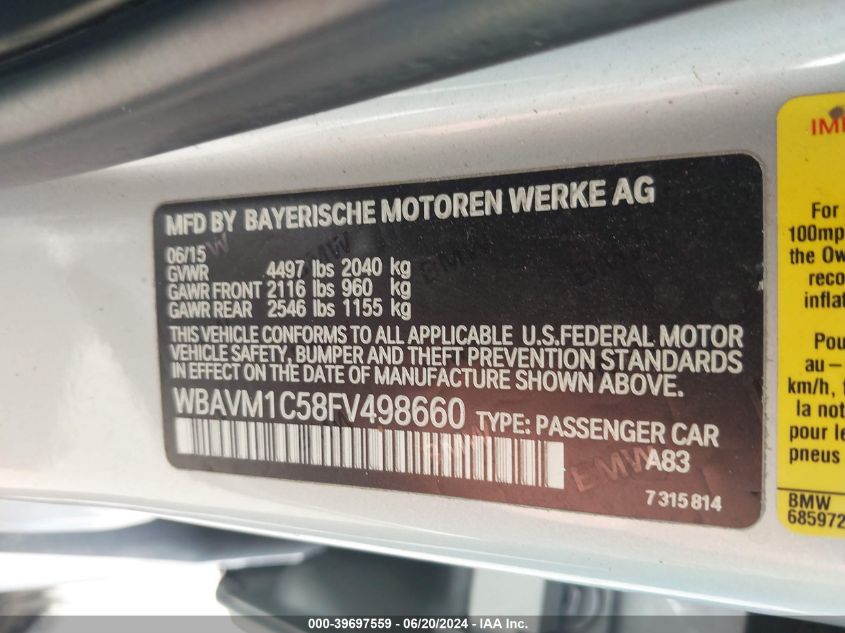 MFD BY BAYERISCHE MOTOREN WERKE AG
06/15
GVWR 4497 lbs 2040 kg
GAWR FRONT 2116 lbs 960 kg
GAWR REAR 2546 lbs 1155 kg
THIS VEHICLE CONFORMS TO ALL APPLICABLE U.S.FEDERAL MOTOR
VEHICLE SAFETY, BUMPER AND THEFT PREVENTION STANDARDS
IN EFFECT ON THE DATE OF MANUFACTURE SHOWN ABOVE.
WBAVM1C58FV498660 TYPE: PASSENGER CAR
A83
7315814
For
100mp
the Ow
reco
inflat
Pou
au –
km/h, 
la not
pour le
pneus
BMW
685972
000-39697559 - 06/20/2024 - IAA Inc.